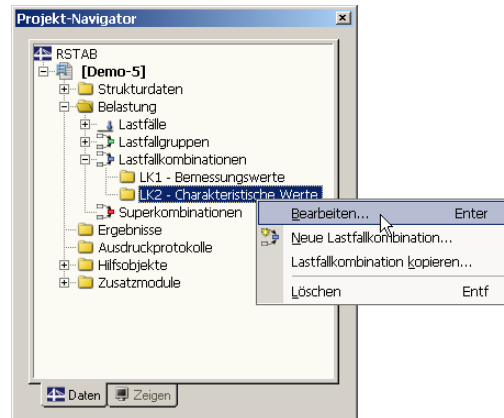 Projekt-Navigator
RSTAB
[Demo-5]
Strukturdaten
Belastung
Lastfälle
Lastfallgruppen
Lastfallkombinationen
LK1 - Bemessungswerte
LK2 - Charakteristische Werte
Superkombinationen
Bearbeiten... Enter
Ergebnisse
Neue Lastfallkombination...
Ausdruckprotokolle
Lastfallkombination kopieren...
Hilfsobjekte
Zusatzmodule
Löschen Entf
Daten Zeigen